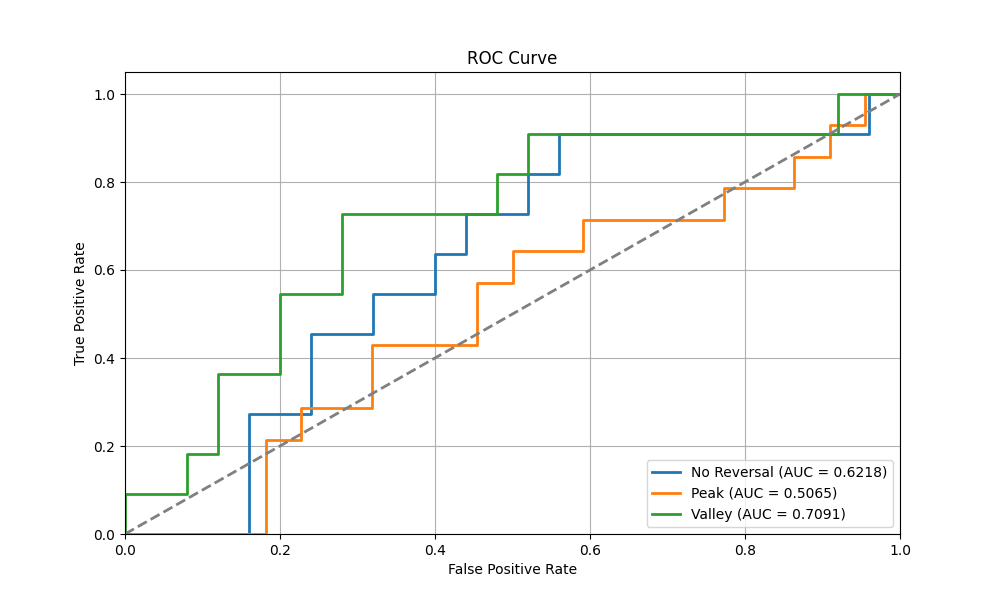 ROC Curve
True Positive Rate
1.0
0.8
0.6
0.4
0.2
0.0
0.0 0.2 0.4 0.6 0.8 1.0
False Positive Rate
No Reversal (AUC = 0.6218)
Peak (AUC = 0.5065)
Valley (AUC = 0.7091)